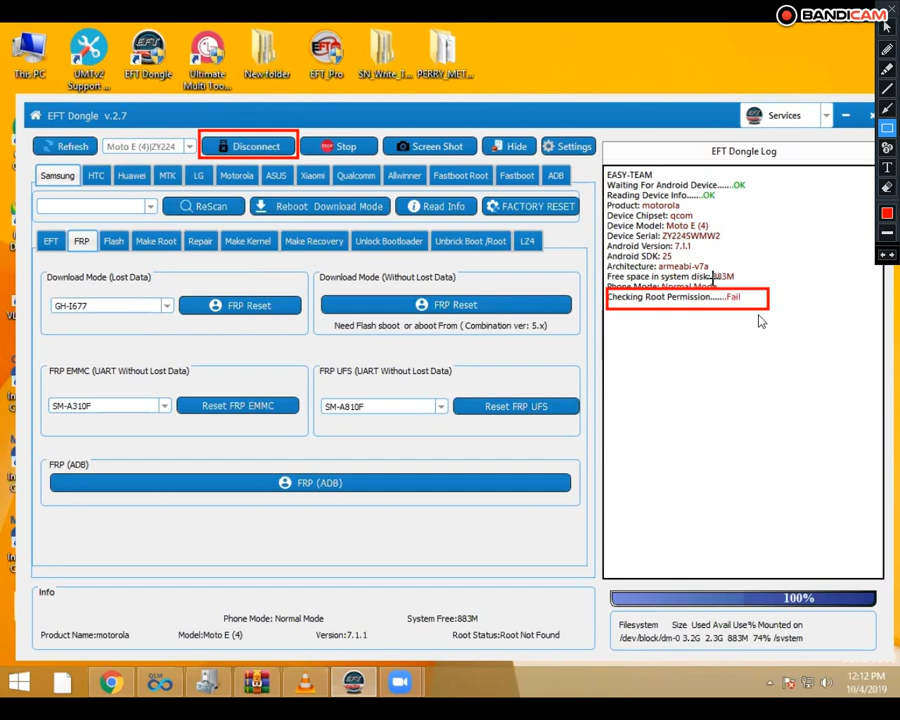 BANDICAM
This PC
UMTv2
Support ...
EFT Dongle
Ultimate
Multi Too...
New folder
EFT_Pro
SN_Write_...
PERRY_MET...
EFT Dongle v.2.7
Services
Refresh
Moto E (4)|ZY224
Disconnect
Stop
Screen Shot
Hide
Settings
Samsung
HTC
Huawei
MTK
LG
Motorola
ASUS
Xiaomi
Qualcomm
Allwinner
Fastboot Root
Fastboot
ADB
ReScan
Reboot Download Mode
Read Info
FACTORY RESET
EFT
FRP
Flash
Make Root
Repair
Make Kernel
Make Recovery
Unlock Bootloader
Unbrick Boot /Root
LZ4
Download Mode (Lost Data)
GH-I677
FRP Reset
Download Mode (Without Lost Data)
FRP Reset
Need Flash sboot or aboot From ( Combination ver: 5.x)
FRP EMMC (UART Without Lost Data)
SM-A310F
Reset FRP EMMC
FRP UFS (UART Without Lost Data)
SM-A810F
Reset FRP UFS
FRP (ADB)
FRP (ADB)
EFT Dongle Log
EASY-TEAM
Waiting For Android Device.....OK
Reading Device Info.....OK
Product: motorola
Device Chipset: qcom
Device Model: Moto E (4)
Device Serial: ZY224SWMW2
Android Version: 7.1.1
Android SDK: 25
Architecture: armeabi-v7a
Free space in system disk: 883M
Phone Mode: Normal Mode
Checking Root Permission.......Fail
100%
Filesystem Size Used Avail Use% Mounted on
/dev/block/dm-0 3.2G 2.3G 883M 74% /system
Info
Phone Mode: Normal Mode
System Free:883M
Product Name:motorola
Model:Moto E (4)
Version:7.1.1
Root Status:Root Not Found
12:12 PM
10/4/2019